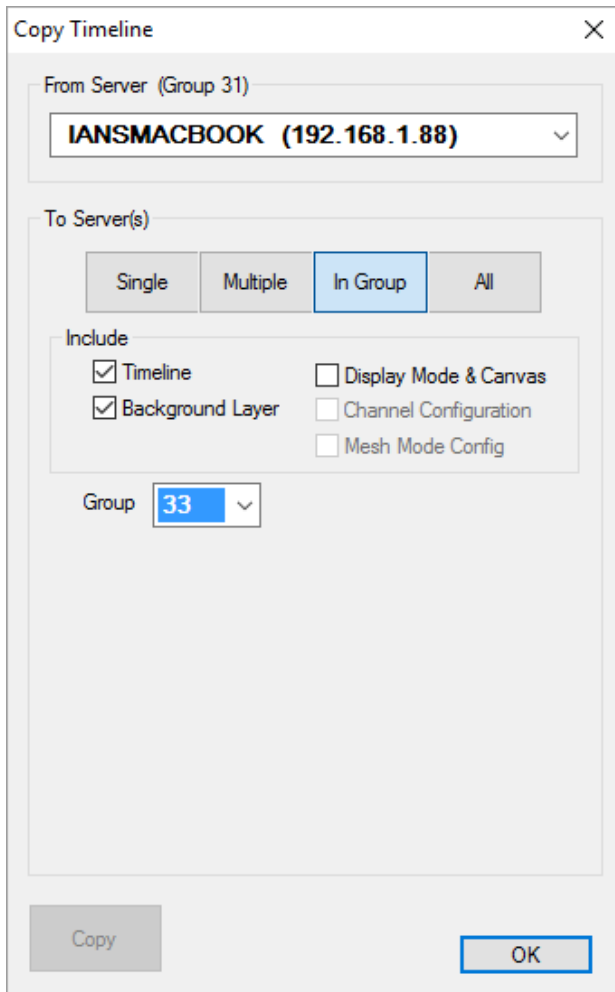 Copy Timeline
From Server (Group 31)
IANSMACBOOK (192.168.1.88)
To Server(s)
Single Multiple In Group All
Include
Timeline Display Mode & Canvas
Background Layer Channel Configuration
Mesh Mode Config
Group 33
Copy OK